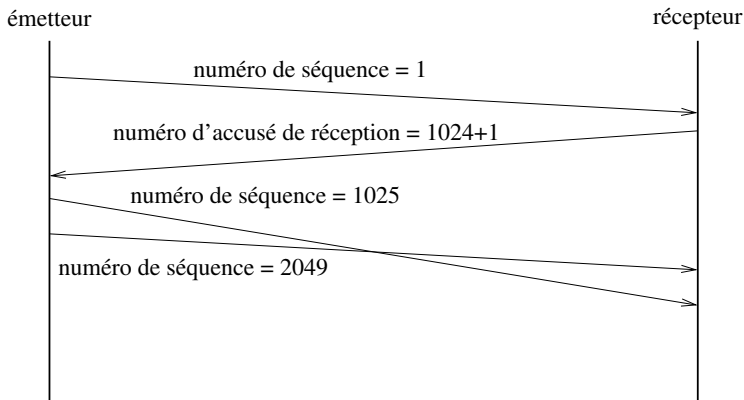 émetteur
récepteur
numéro de séquence = 1
numéro d'accusé de réception = 1024+1
numéro de séquence = 1025
numéro de séquence = 2049